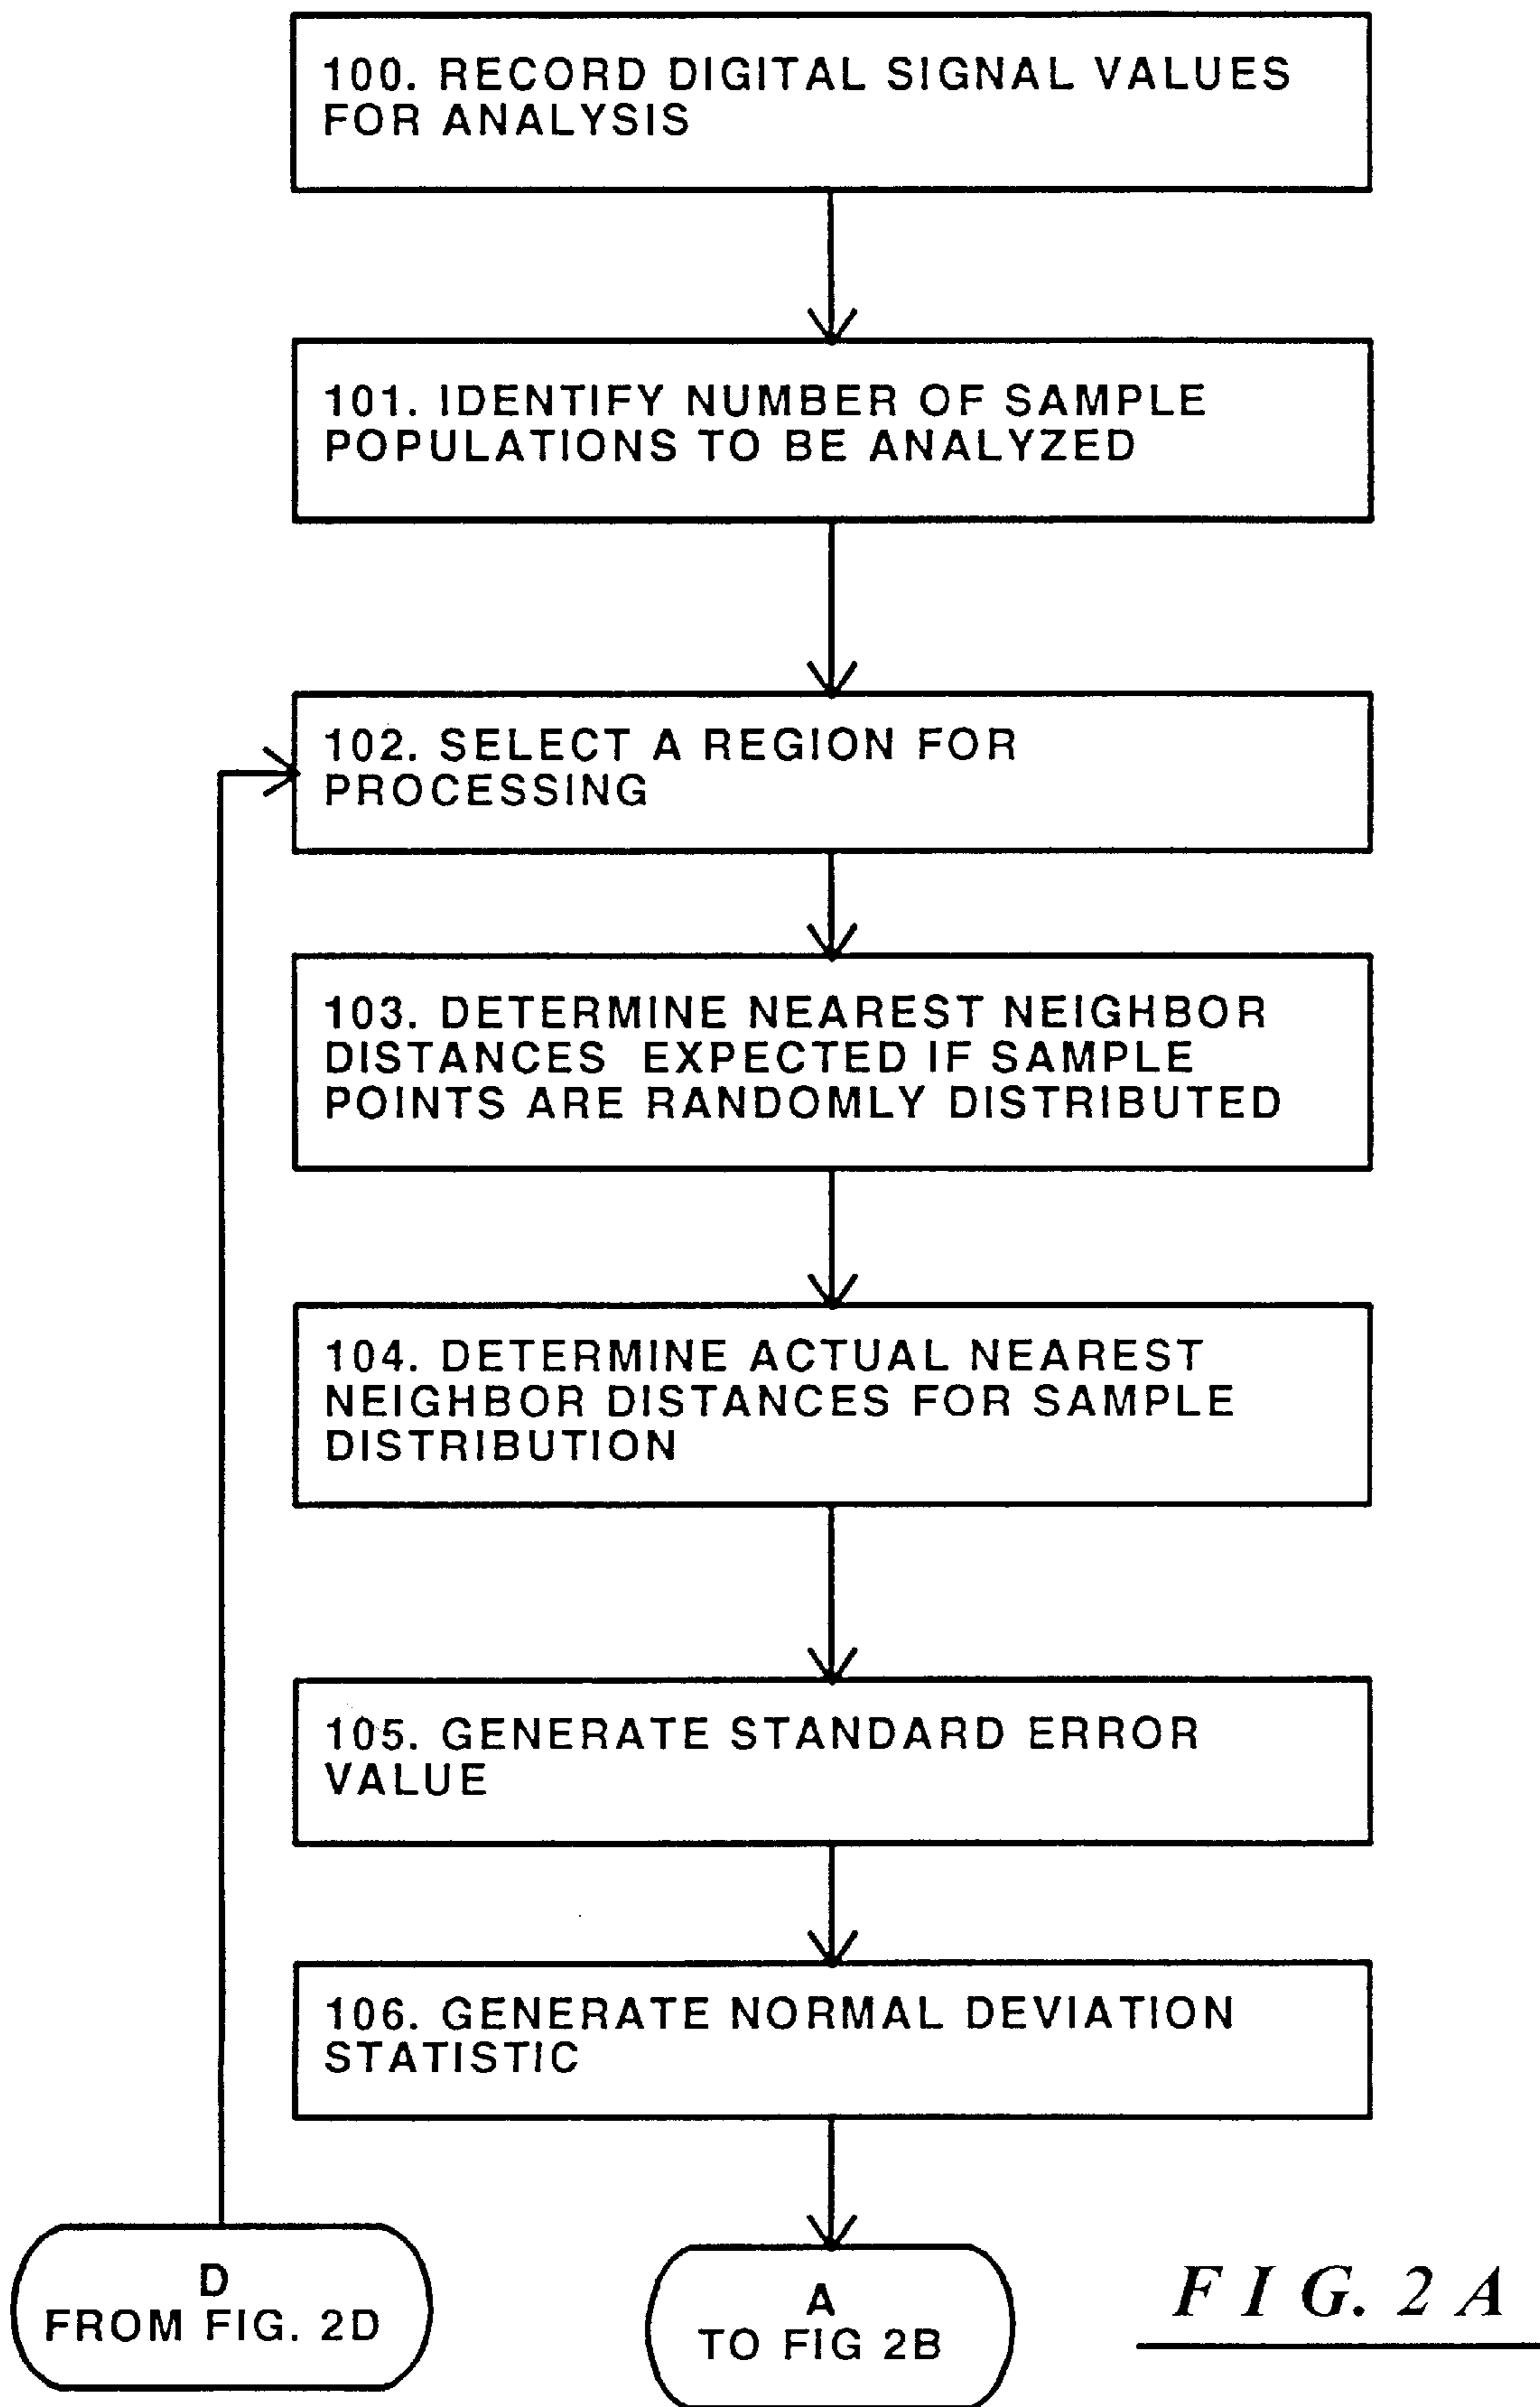 100. RECORD DIGITAL SIGNAL VALUES
FOR ANALYSIS
101. IDENTIFY NUMBER OF SAMPLE
POPULATIONS TO BE ANALYZED
102. SELECT A REGION FOR
PROCESSING
103. DETERMINE NEAREST NEIGHBOR
DISTANCES EXPECTED IF SAMPLE
POINTS ARE RANDOMLY DISTRIBUTED
104. DETERMINE ACTUAL NEAREST
NEIGHBOR DISTANCES FOR SAMPLE
DISTRIBUTION
105. GENERATE STANDARD ERROR
VALUE
106. GENERATE NORMAL DEVIATION
STATISTIC
D
FROM FIG. 2D
A
TO FIG 2B
FIG. 2A